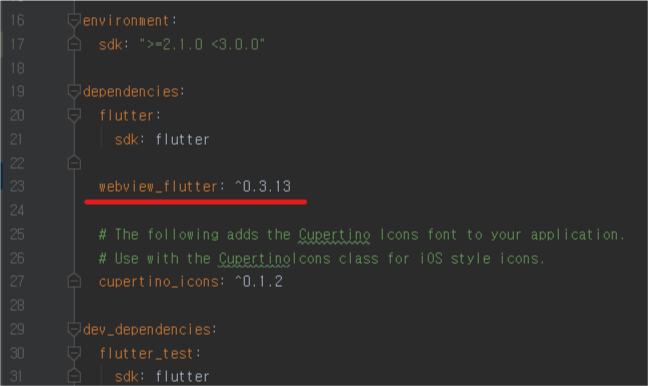 16 environment:
17   sdk: ">=2.1.0 <3.0.0"
18
19 dependencies:
20   flutter:
21     sdk: flutter
22
23   webview_flutter: ^0.3.13
24
25   # The following adds the Cupertino Icons font to your application.
26   # Use with the CupertinoIcons class for iOS style icons.
27   cupertino_icons: ^0.1.2
28
29 dev_dependencies:
30   flutter_test:
31     sdk: flutter